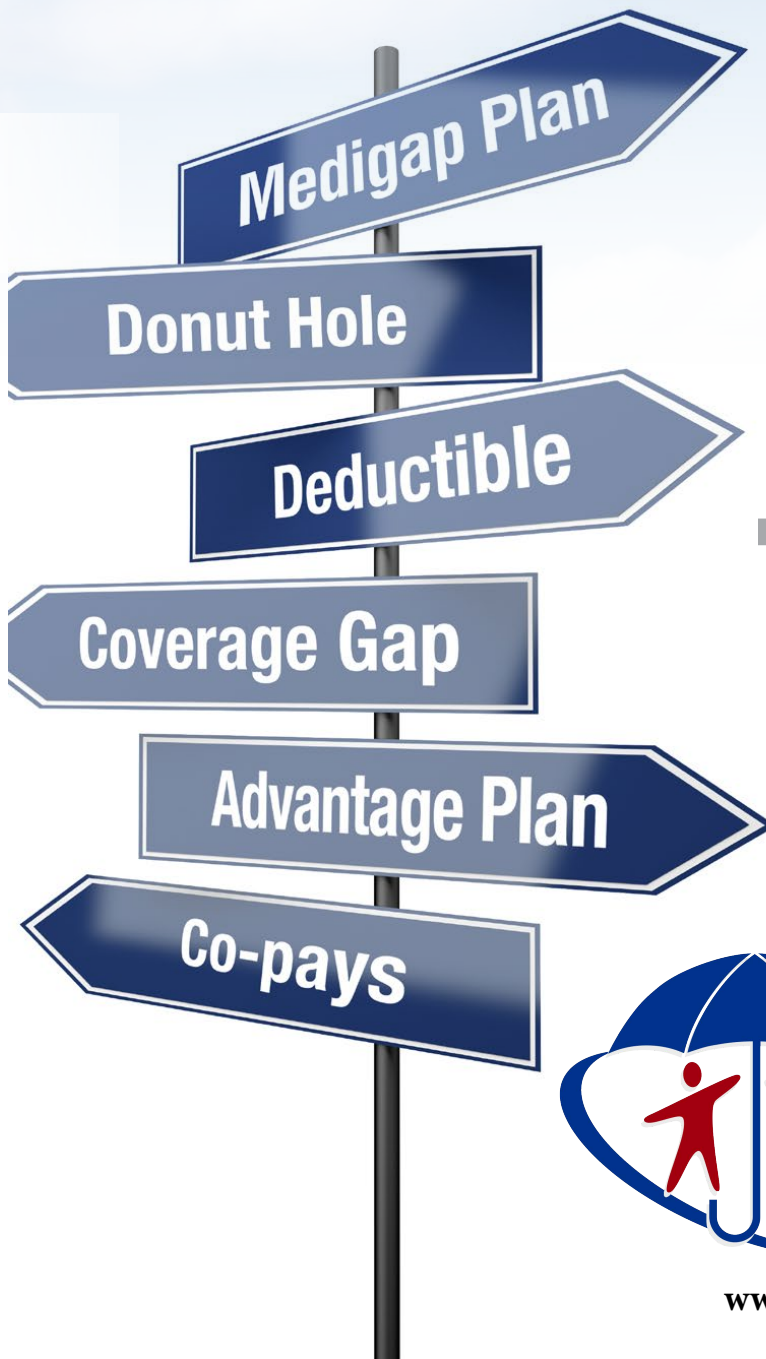 Medigap Plan
Donut Hole
Deductible
Coverage Gap
Advantage Plan
Co-pays